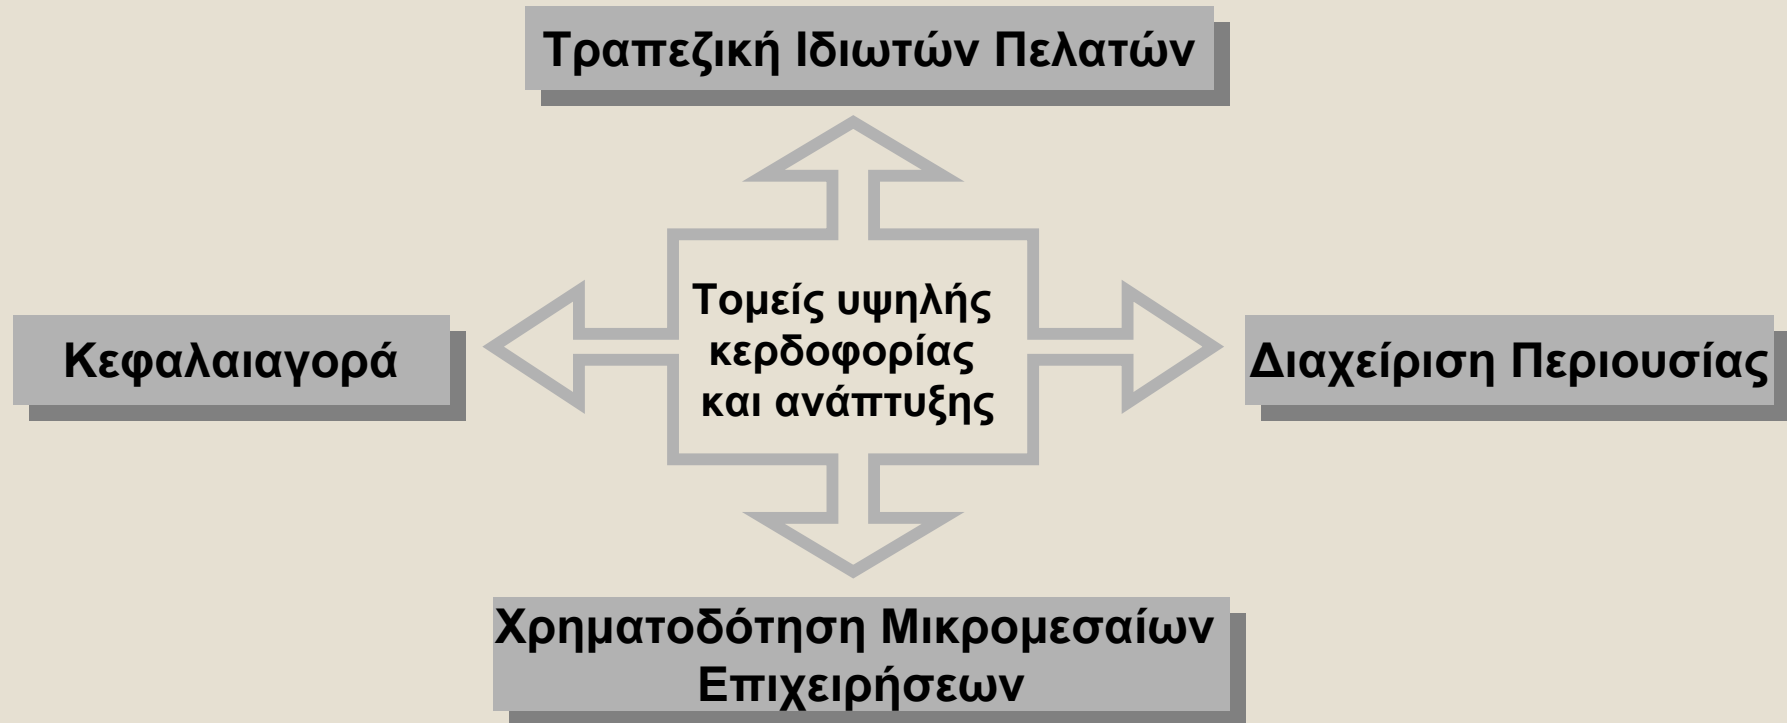 Τραπεζική Ιδιωτών Πελατών
Τομείς υψηλής
κερδοφορίας
και ανάπτυξης
Κεφαλαιαγορά
Διαχείριση Περιουσίας
Χρηματοδότηση Μικρομεσαίων
Επιχειρήσεων